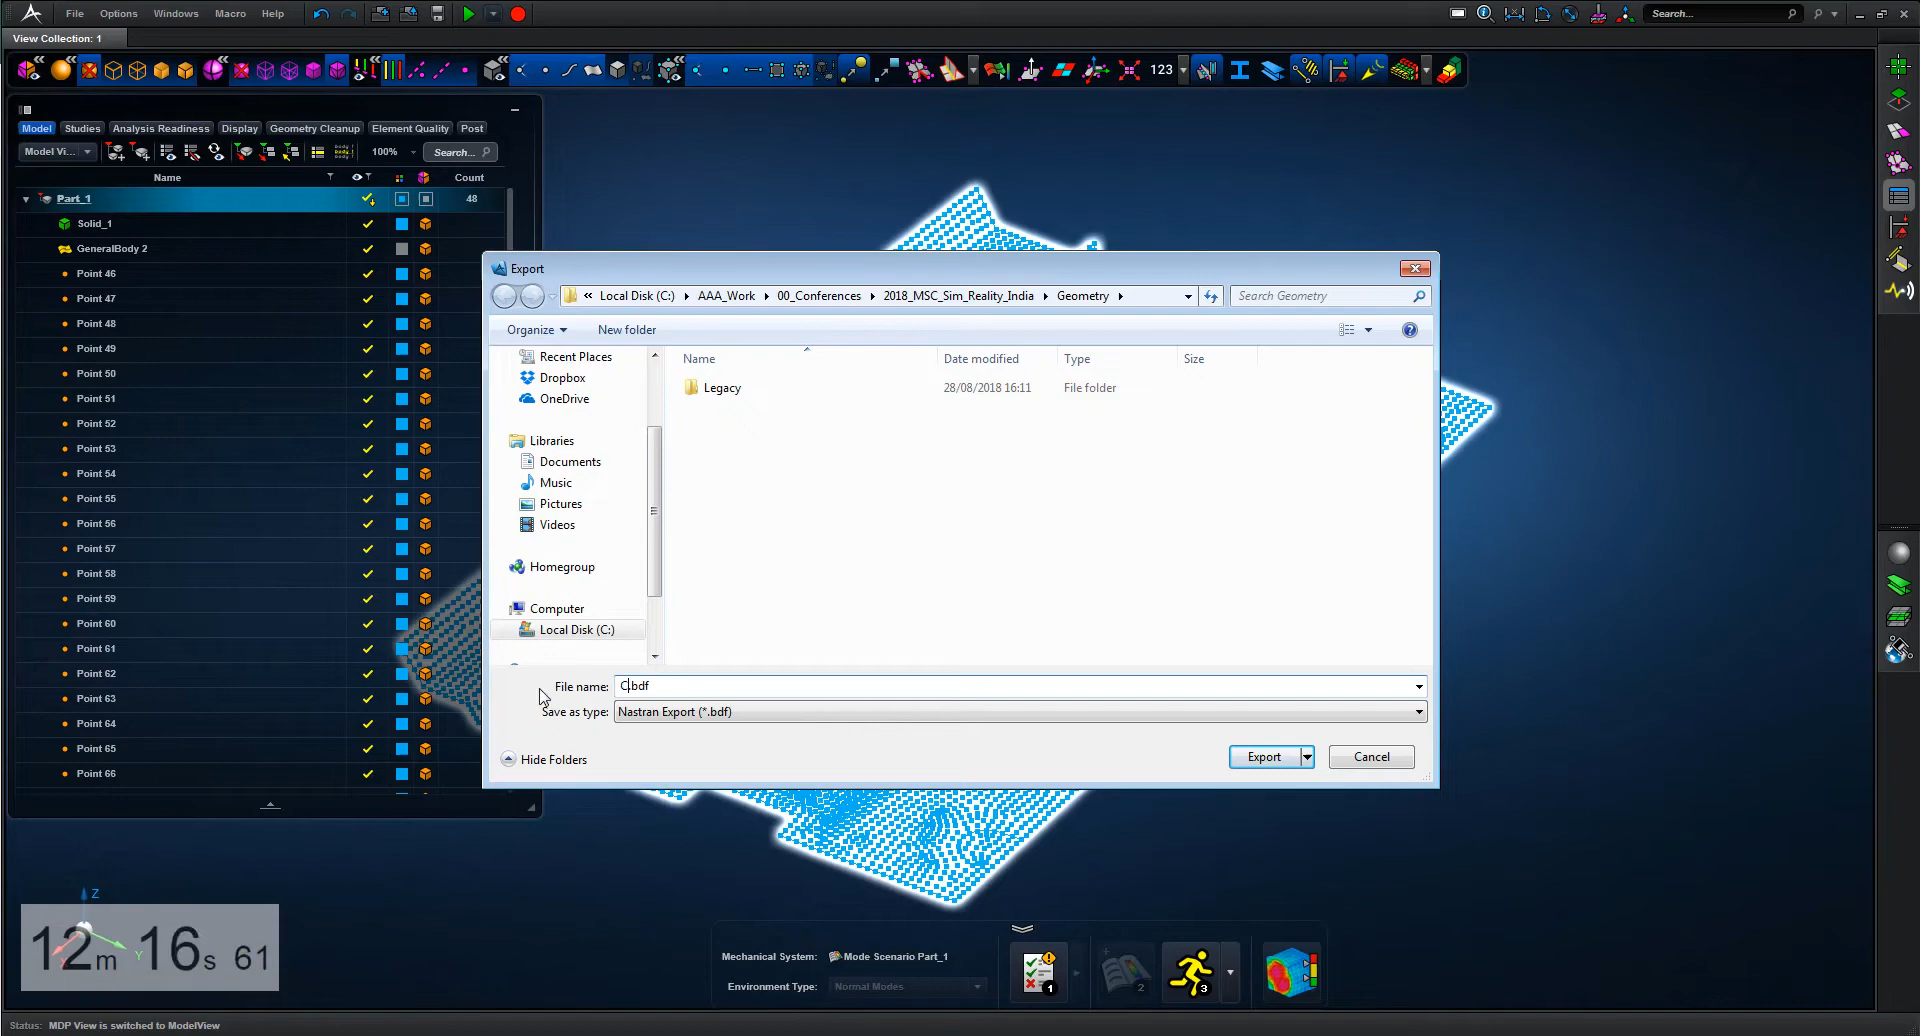 File Options Windows Macro Help Search...
View Collection: 1
123
Model Studies Analysis Readiness Display Geometry Cleanup Element Quality Post
Model Vi... 100% Search...
Name Count
Part_1 48
Solid_1
GeneralBody 2
Point 46
Point 47
Point 48
Point 49
Point 50
Point 51
Point 52
Point 53
Point 54
Point 55
Point 56
Point 57
Point 58
Point 59
Point 60
Point 61
Point 62
Point 63
Point 64
Point 65
Point 66
Export
« Local Disk (C:) AAA_Work 00_Conferences 2018_MSC_Sim_Reality_India Geometry Search Geometry
Organize New folder
Name Date modified Type Size
Legacy 28/08/2018 16:11 File folder
Recent Places
Dropbox
OneDrive
Libraries
Documents
Music
Pictures
Videos
Homegroup
Computer
Local Disk (C:)
File name: C.bdf
Save as type: Nastran Export (*.bdf)
Hide Folders Export Cancel
Z
Y
12m 16s 61
Mechanical System: Mode Scenario Part_1
Environment Type: Normal Modes
1 2 3
Status: MDP View is switched to ModelView